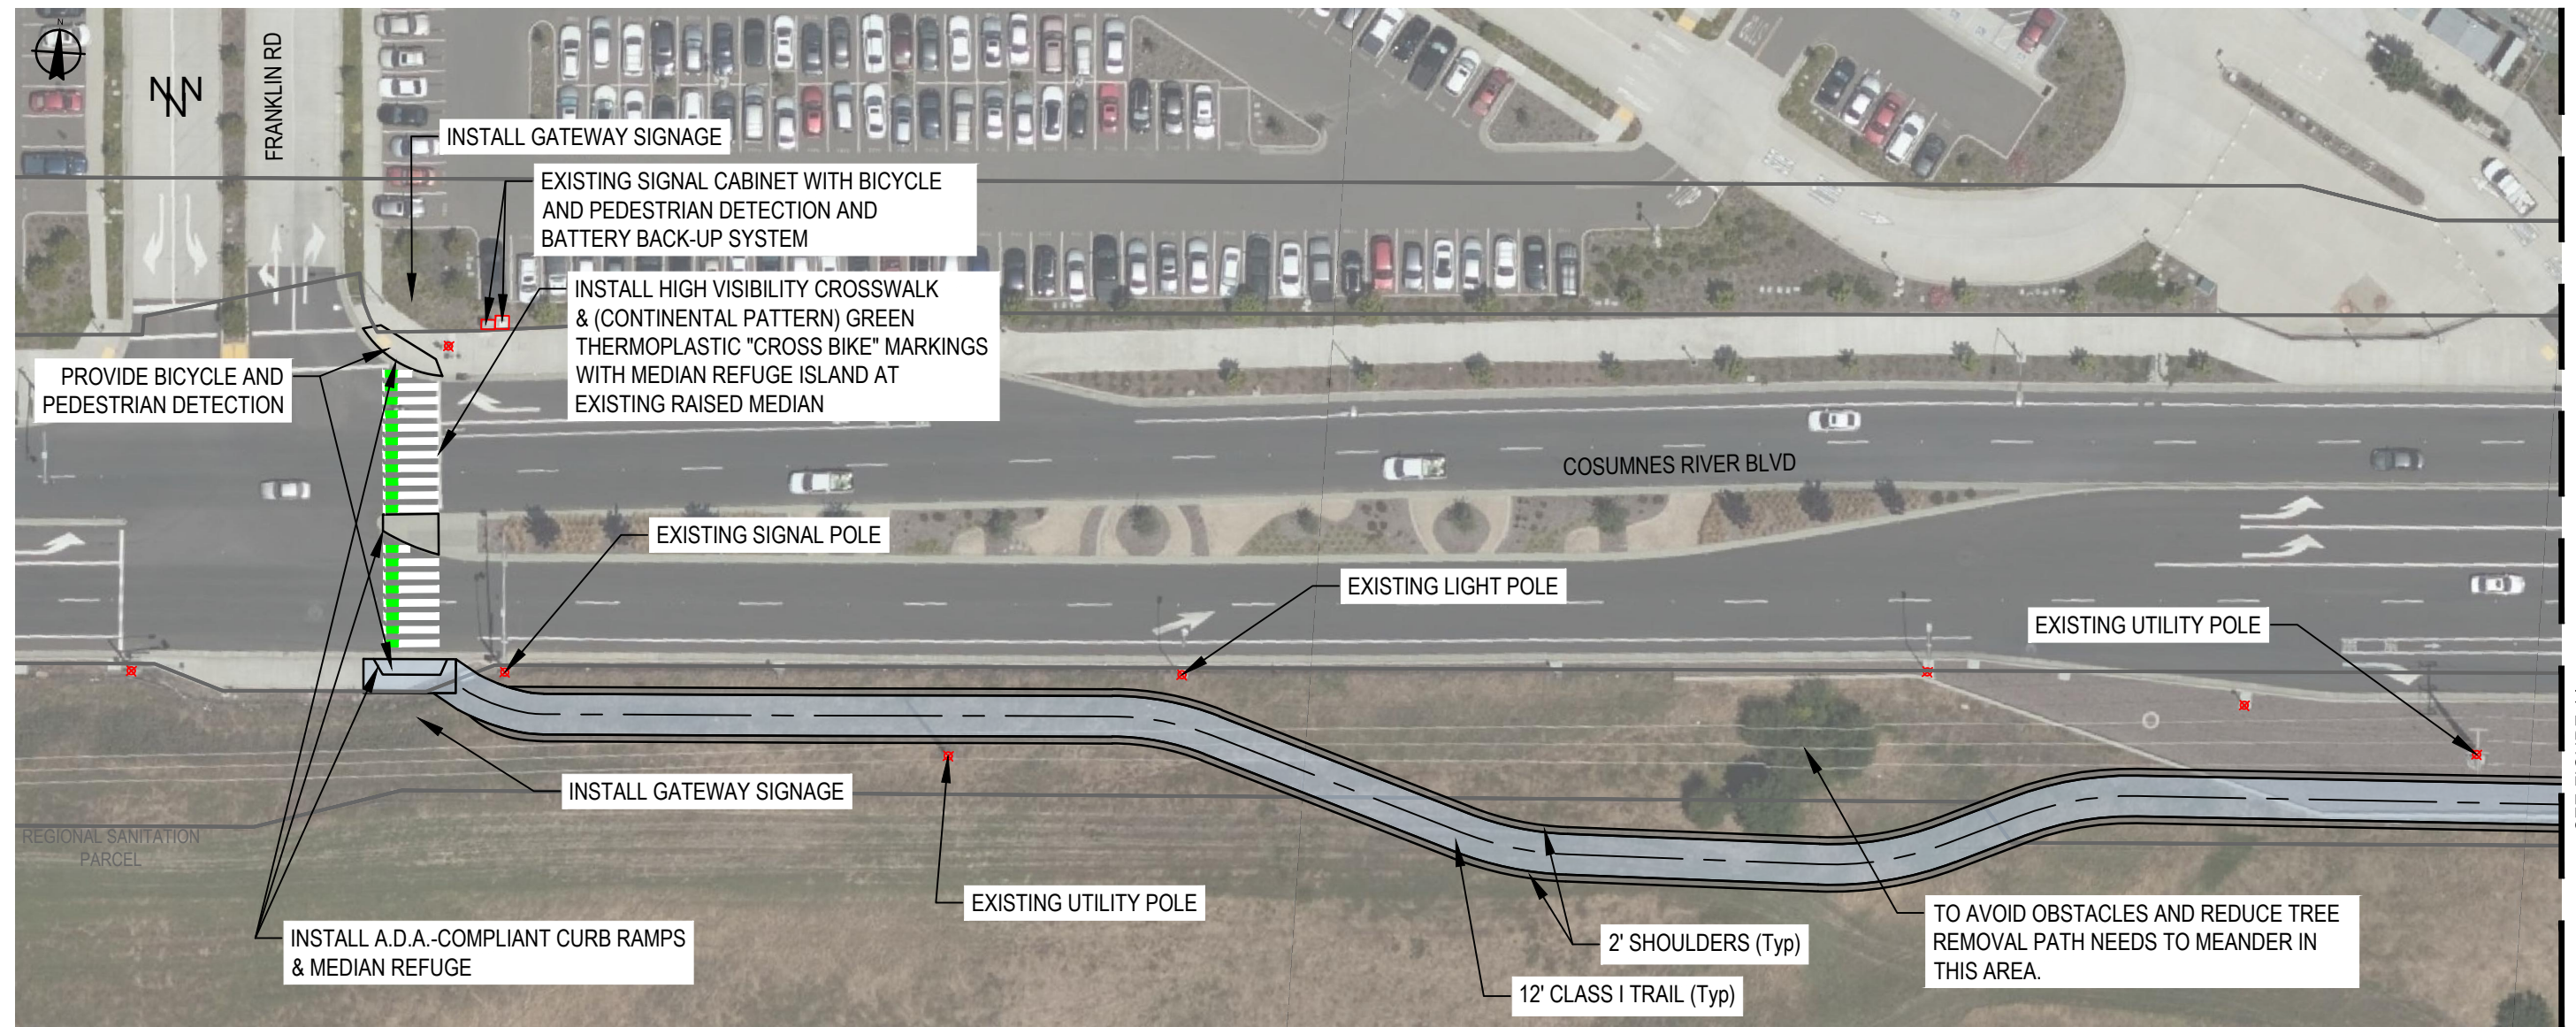 N
FRANKLIN RD
INSTALL GATEWAY SIGNAGE
EXISTING SIGNAL CABINET WITH BICYCLE
AND PEDESTRIAN DETECTION AND
BATTERY BACK-UP SYSTEM
INSTALL HIGH VISIBILITY CROSSWALK
& (CONTINENTAL PATTERN) GREEN
THERMOPLASTIC "CROSS BIKE" MARKINGS
WITH MEDIAN REFUGE ISLAND AT
EXISTING RAISED MEDIAN
PROVIDE BICYCLE AND
PEDESTRIAN DETECTION
COSUMNES RIVER BLVD
EXISTING SIGNAL POLE
EXISTING LIGHT POLE
EXISTING UTILITY POLE
INSTALL GATEWAY SIGNAGE
REGIONAL SANITATION
PARCEL
EXISTING UTILITY POLE
INSTALL A.D.A.-COMPLIANT CURB RAMPS
& MEDIAN REFUGE
2' SHOULDERS (Typ)
12' CLASS I TRAIL (Typ)
TO AVOID OBSTACLES AND REDUCE TREE
REMOVAL PATH NEEDS TO MEANDER IN
THIS AREA.